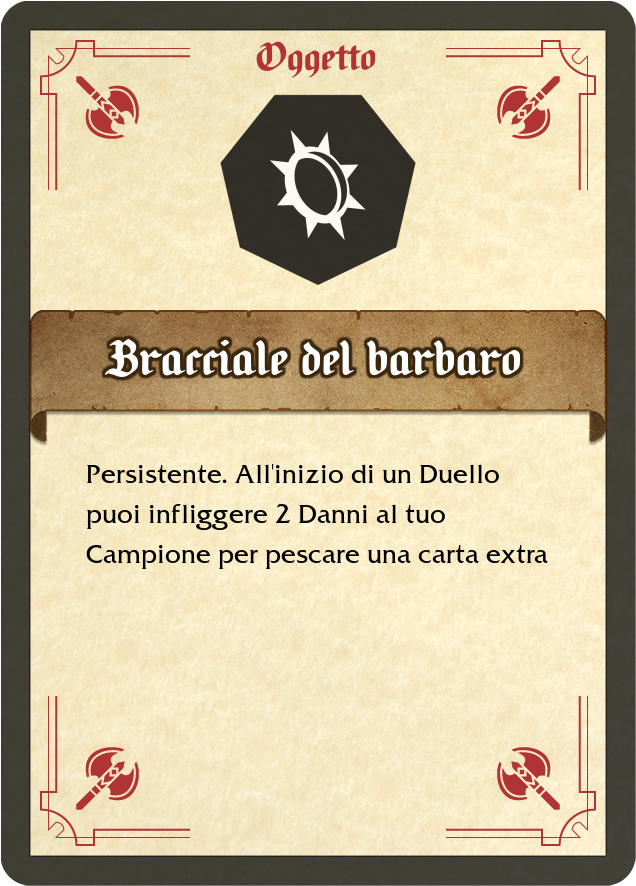 Oggetto
Bracciale del barbaro
Persistente. All'inizio di un Duello
puoi infliggere 2 Danni al tuo
Campione per pescare una carta extra